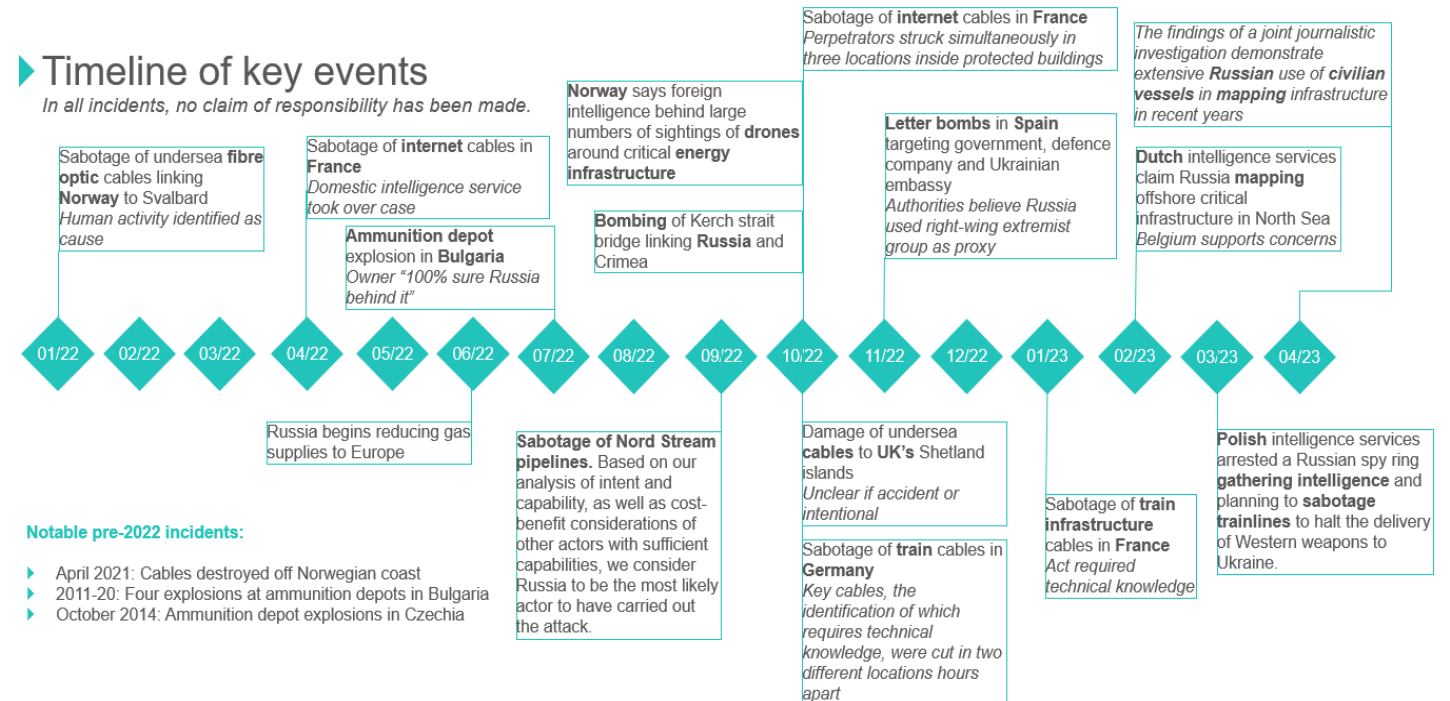 Timeline of key events
In all incidents, no claim of responsibility has been made.
Sabotage of undersea fibre
optic cables linking
Norway to Svalbard
Human activity identified as
cause
Sabotage of internet cables in
France
Domestic intelligence service
took over case
Ammunition depot
explosion in Bulgaria
Owner “100% sure Russia
behind it”
Norway says foreign
intelligence behind large
numbers of sightings of drones
around critical energy
infrastructure
Bombing of Kerch strait
bridge linking Russia and
Crimea
Sabotage of internet cables in France
Perpetrators struck simultaneously in
three locations inside protected buildings
Letter bombs in Spain
targeting government, defence
company and Ukrainian
embassy
Authorities believe Russia
used right-wing extremist
group as proxy
The findings of a joint journalistic
investigation demonstrate
extensive Russian use of civilian
vessels in mapping infrastructure
in recent years
Dutch intelligence services
claim Russia mapping
offshore critical
infrastructure in North Sea
Belgium supports concerns
01/22
02/22
03/22
04/22
05/22
06/22
07/22
08/22
09/22
10/22
11/22
12/22
01/23
02/23
03/23
04/23
Russia begins reducing gas
supplies to Europe
Sabotage of Nord Stream
pipelines. Based on our
analysis of intent and
capability, as well as cost-
benefit considerations of
other actors with sufficient
capabilities, we consider
Russia to be the most likely
actor to have carried out
the attack.
Damage of undersea
cables to UK’s Shetland
islands
Unclear if accident or
intentional
Sabotage of train cables in
Germany
Key cables, the
identification of which
requires technical
knowledge, were cut in two
different locations hours
apart
Sabotage of train
infrastructure
cables in France
Act required
technical knowledge
Polish intelligence services
arrested a Russian spy ring
gathering intelligence and
planning to sabotage
trainlines to halt the delivery
of Western weapons to
Ukraine.
Notable pre-2022 incidents:
April 2021: Cables destroyed off Norwegian coast
2011-20: Four explosions at ammunition depots in Bulgaria
October 2014: Ammunition depot explosions in Czechia